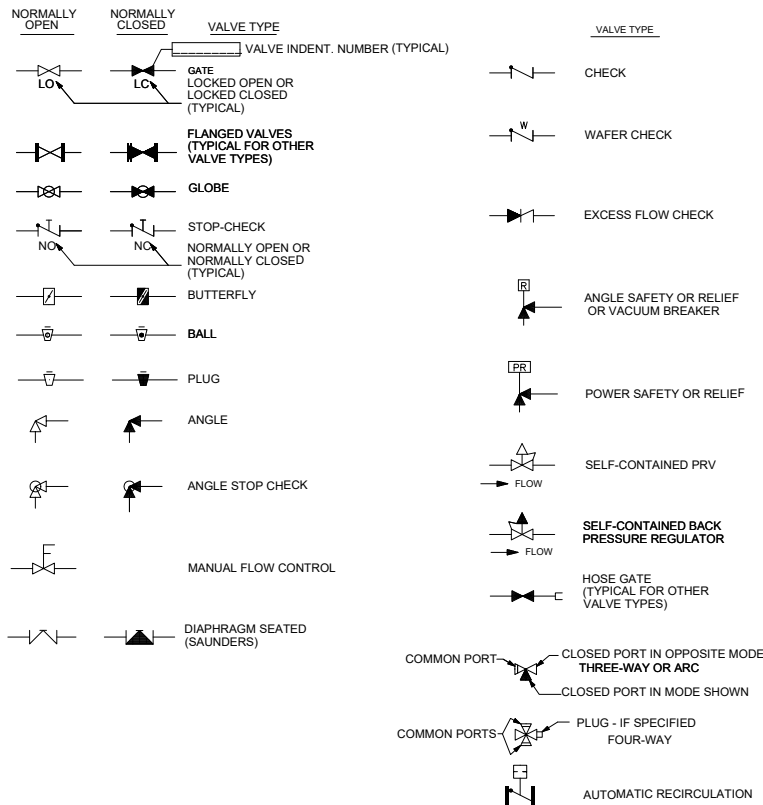 NORMALLY
OPEN
NORMALLY
CLOSED
VALVE TYPE
VALVE INDENT. NUMBER (TYPICAL)
LO
LC
GATE
LOCKED OPEN OR
LOCKED CLOSED
(TYPICAL)
FLANGED VALVES
(TYPICAL FOR OTHER
VALVE TYPES)
GLOBE
STOP-CHECK
NO
NC
NORMALLY OPEN OR
NORMALLY CLOSED
(TYPICAL)
BUTTERFLY
BALL
PLUG
ANGLE
ANGLE STOP CHECK
MANUAL FLOW CONTROL
F
DIAPHRAGM SEATED
(SAUNDERS)
VALVE TYPE
CHECK
W
WAFER CHECK
EXCESS FLOW CHECK
R
ANGLE SAFETY OR RELIEF
OR VACUUM BREAKER
PR
POWER SAFETY OR RELIEF
SELF-CONTAINED PRV
FLOW
SELF-CONTAINED BACK
PRESSURE REGULATOR
FLOW
HOSE GATE
(TYPICAL FOR OTHER
VALVE TYPES)
COMMON PORT
CLOSED PORT IN OPPOSITE MODE
THREE-WAY OR ARC
CLOSED PORT IN MODE SHOWN
COMMON PORTS
PLUG - IF SPECIFIED
FOUR-WAY
AUTOMATIC RECIRCULATION